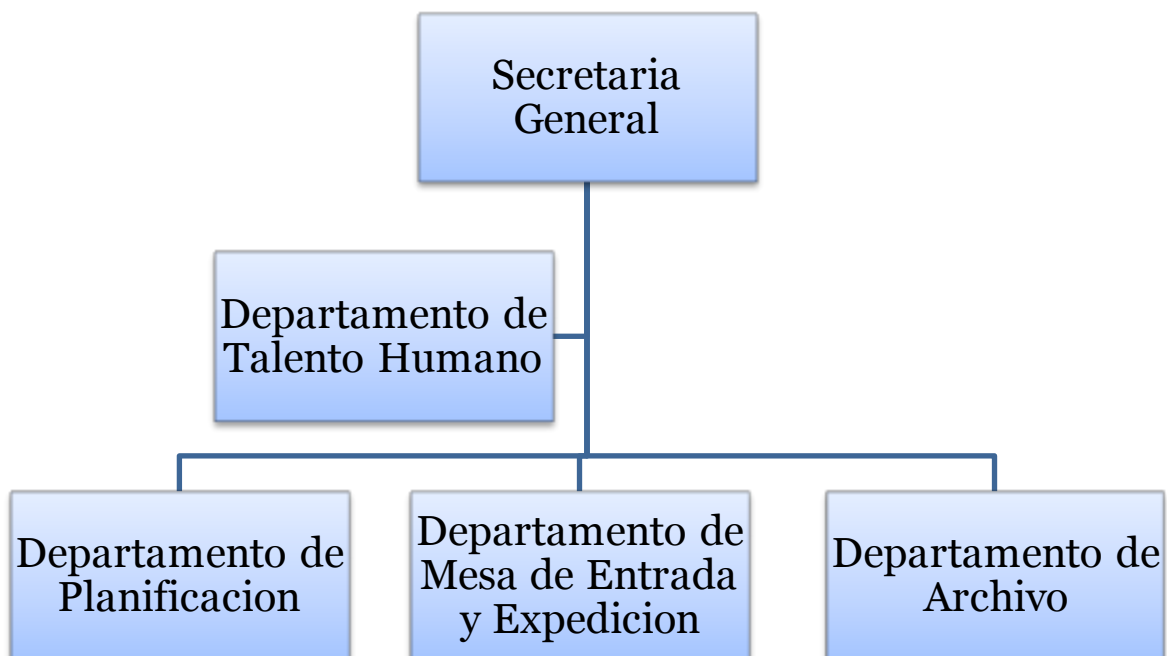 Secretaria
General
Departamento de
Talento Humano
Departamento de
Planificacion
Departamento de
Mesa de Entrada
y Expedicion
Departamento de
Archivo